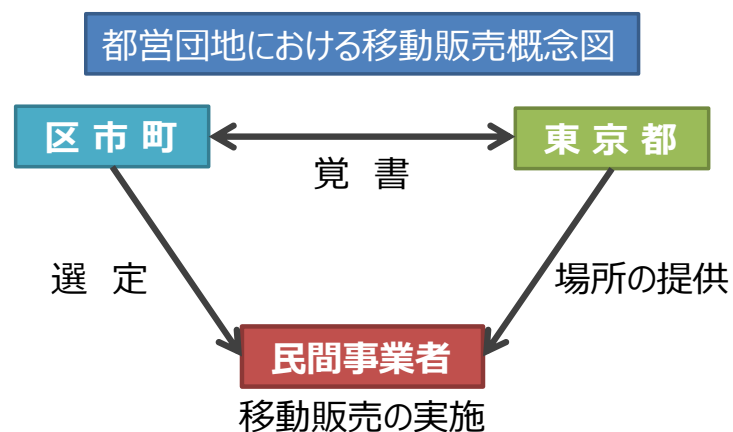 都営団地における移動販売概念図
区市町
東京都
覚書
選定
場所の提供
民間事業者
移動販売の実施